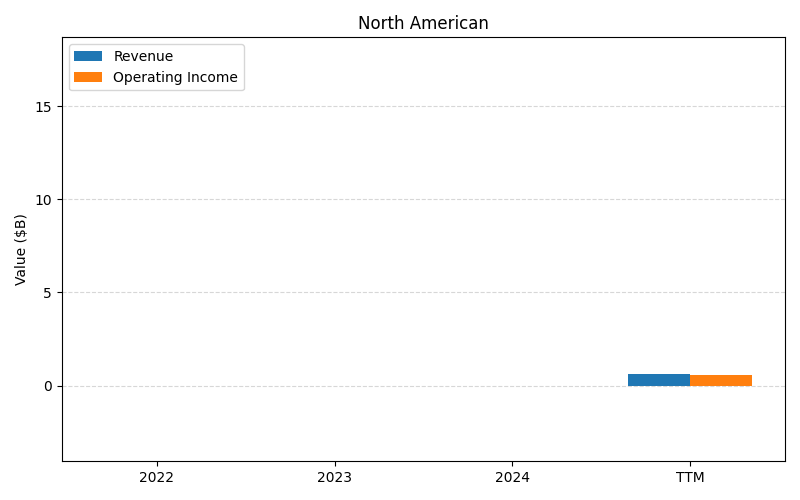 North American
Revenue
Operating Income
15
10
5
0
Value ($B)
2022
2023
2024
TTM